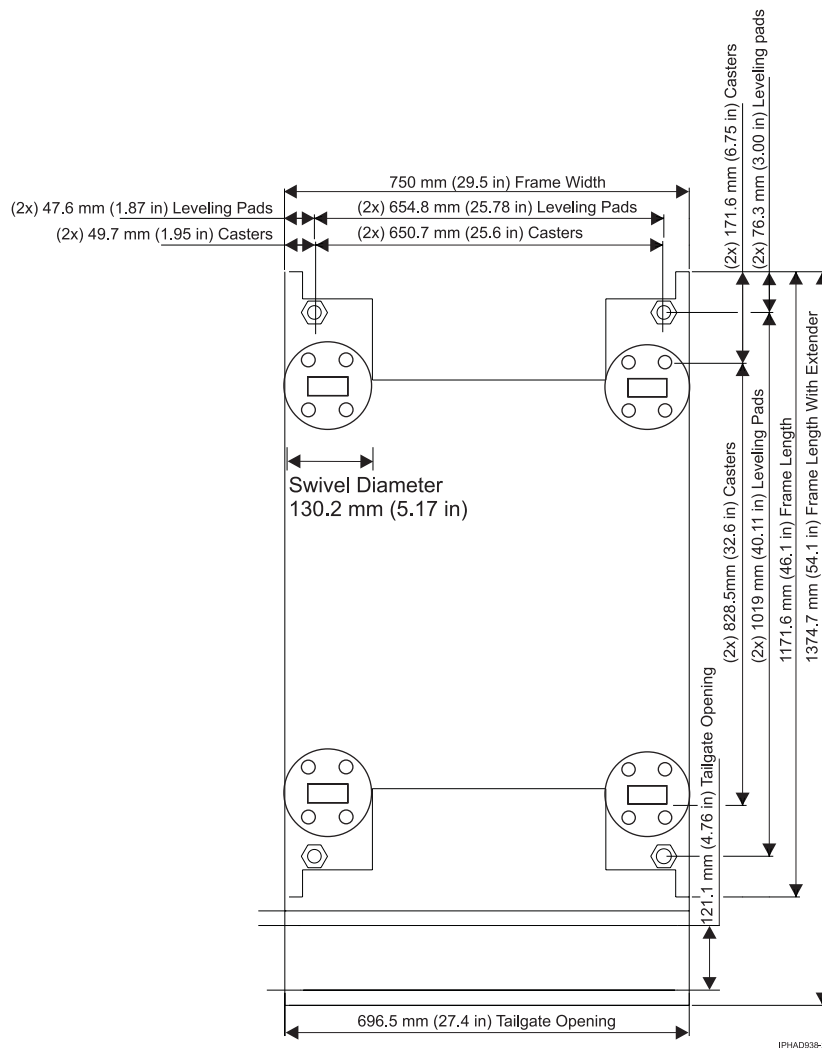 750 mm (29.5 in) Frame Width
(2x) 47.6 mm (1.87 in) Leveling Pads
(2x) 654.8 mm (25.78 in) Leveling Pads
(2x) 49.7 mm (1.95 in) Casters
(2x) 650.7 mm (25.6 in) Casters
(2x) 171.6 mm (6.75 in) Casters
(2x) 76.3 mm (3.00 in) Leveling pads
Swivel Diameter
130.2 mm (5.17 in)
(2x) 828.5mm (32.6 in) Casters
(2x) 1019 mm (40.11 in) Leveling Pads
1171.6 mm (46.1 in) Frame Length
1374.7 mm (54.1 in) Frame Length With Extender
121.1 mm (4.76 in) Tailgate Opening
696.5 mm (27.4 in) Tailgate Opening
IPHAD938-